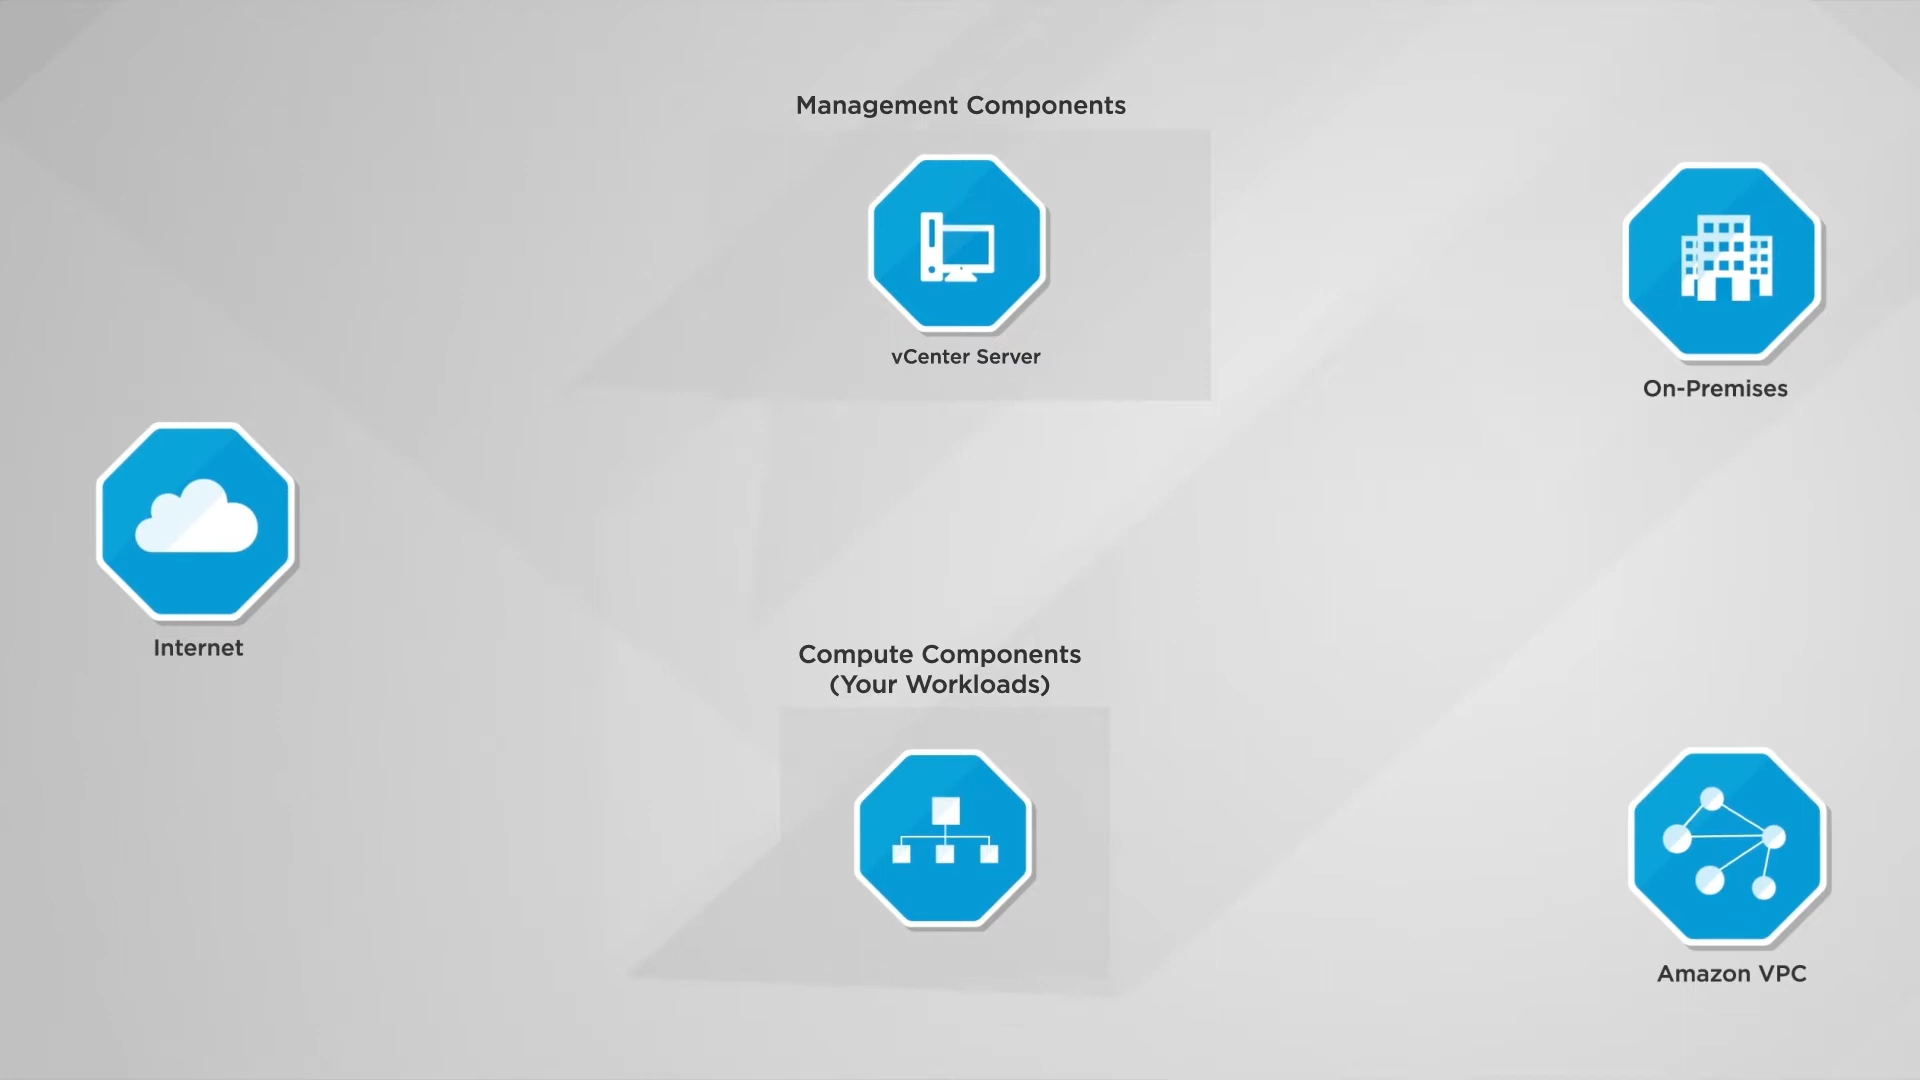 Management Components
vCenter Server
On-Premises
Internet
Compute Components
(Your Workloads)
Amazon VPC